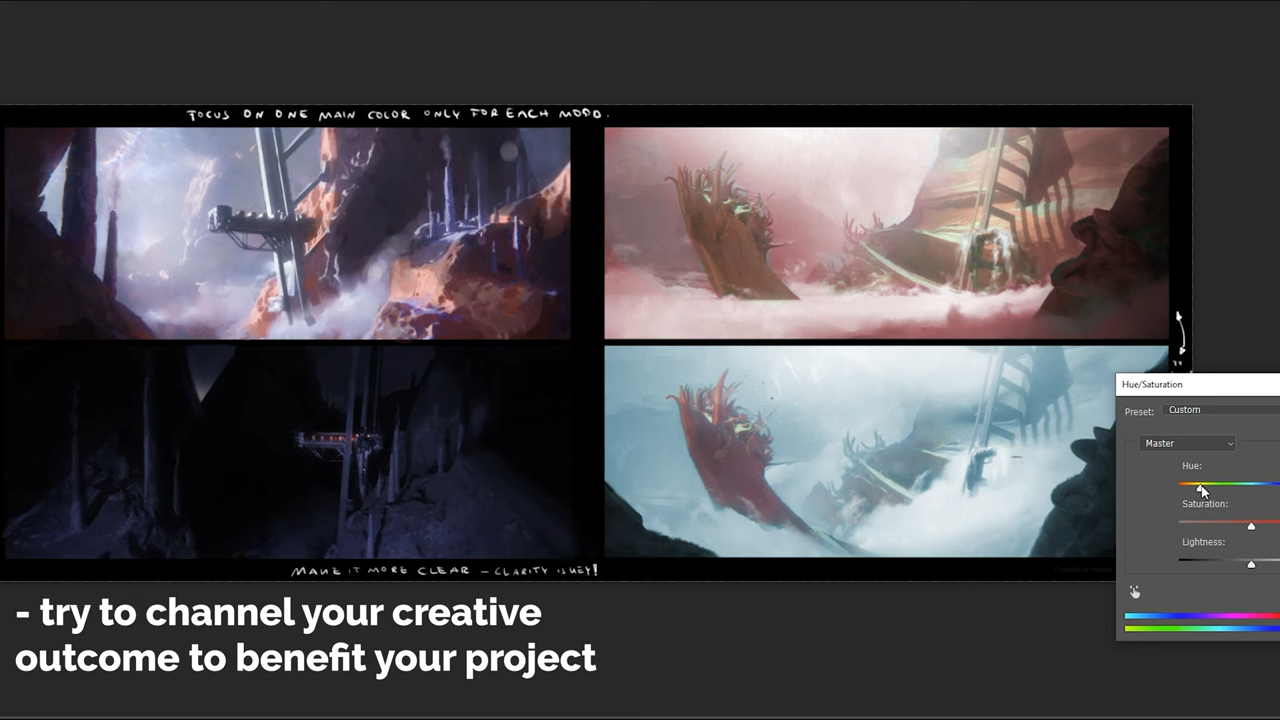 FOCUS ON ONE MAIN COLOR ONLY FOR EACH MOOD.
Hue/Saturation
Preset: Custom
Master
Hue:
Saturation:
Lightness:
MAKE IT MORE CLEAR - CLARITY IS KEY!
- try to channel your creative
outcome to benefit your project